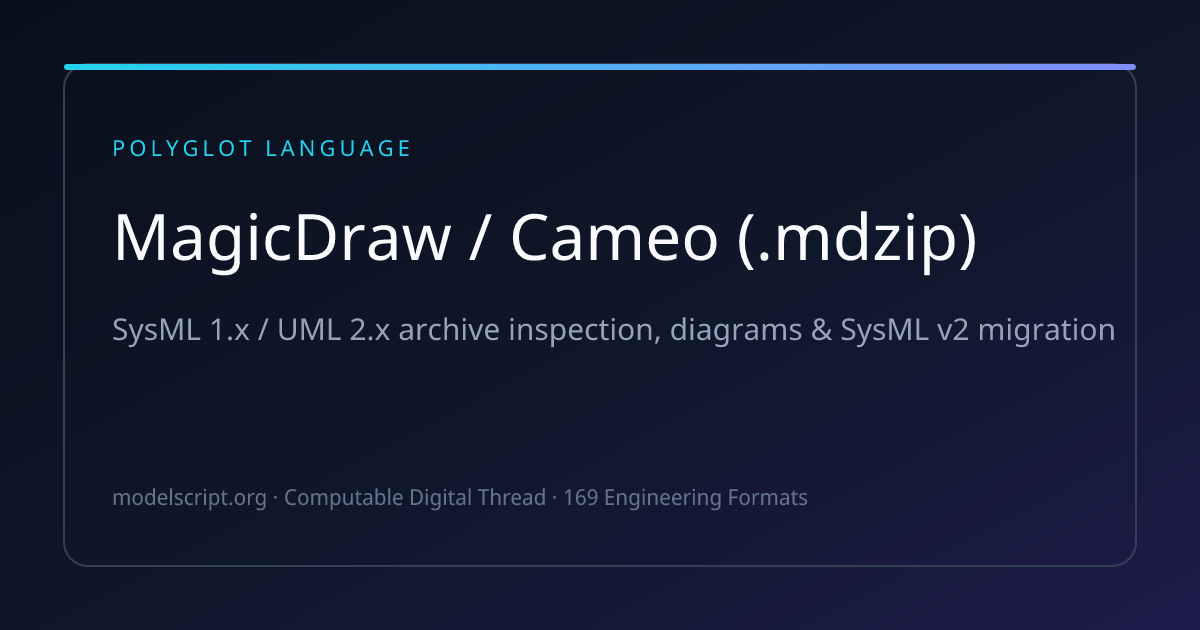 POLYGLOT LANGUAGE
MagicDraw / Cameo (.mdzip)
SysML 1.x / UML 2.x archive inspection, diagrams & SysML v2 migration
modelscript.org · Computable Digital Thread · 169 Engineering Formats